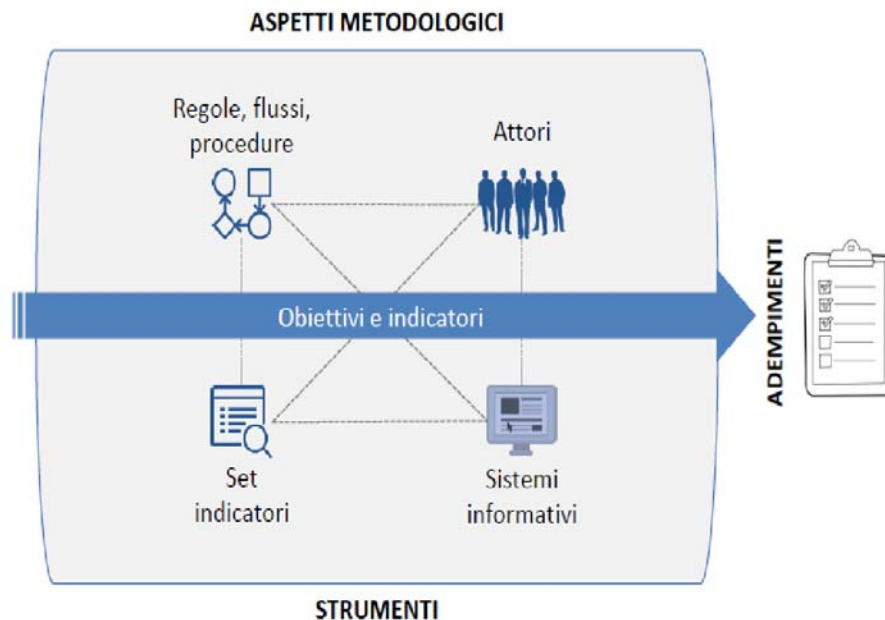 ASPETTI METODOLOGICI
Regole, flussi,
procedure
Attori
Obiettivi e indicatori
ADEMPIMENTI
Set
indicatori
Sistemi
informativi
STRUMENTI